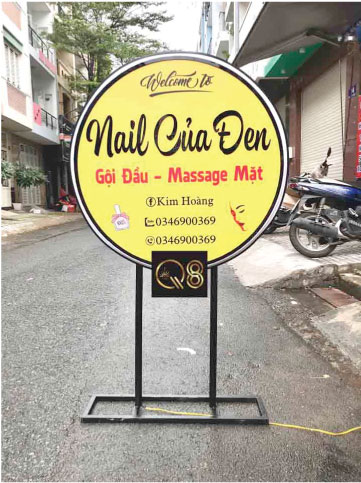 Welcome to
Nail Của Đen
Gội Đầu - Massage Mặt
Kim Hoàng
0346900369
0346900369
Q8